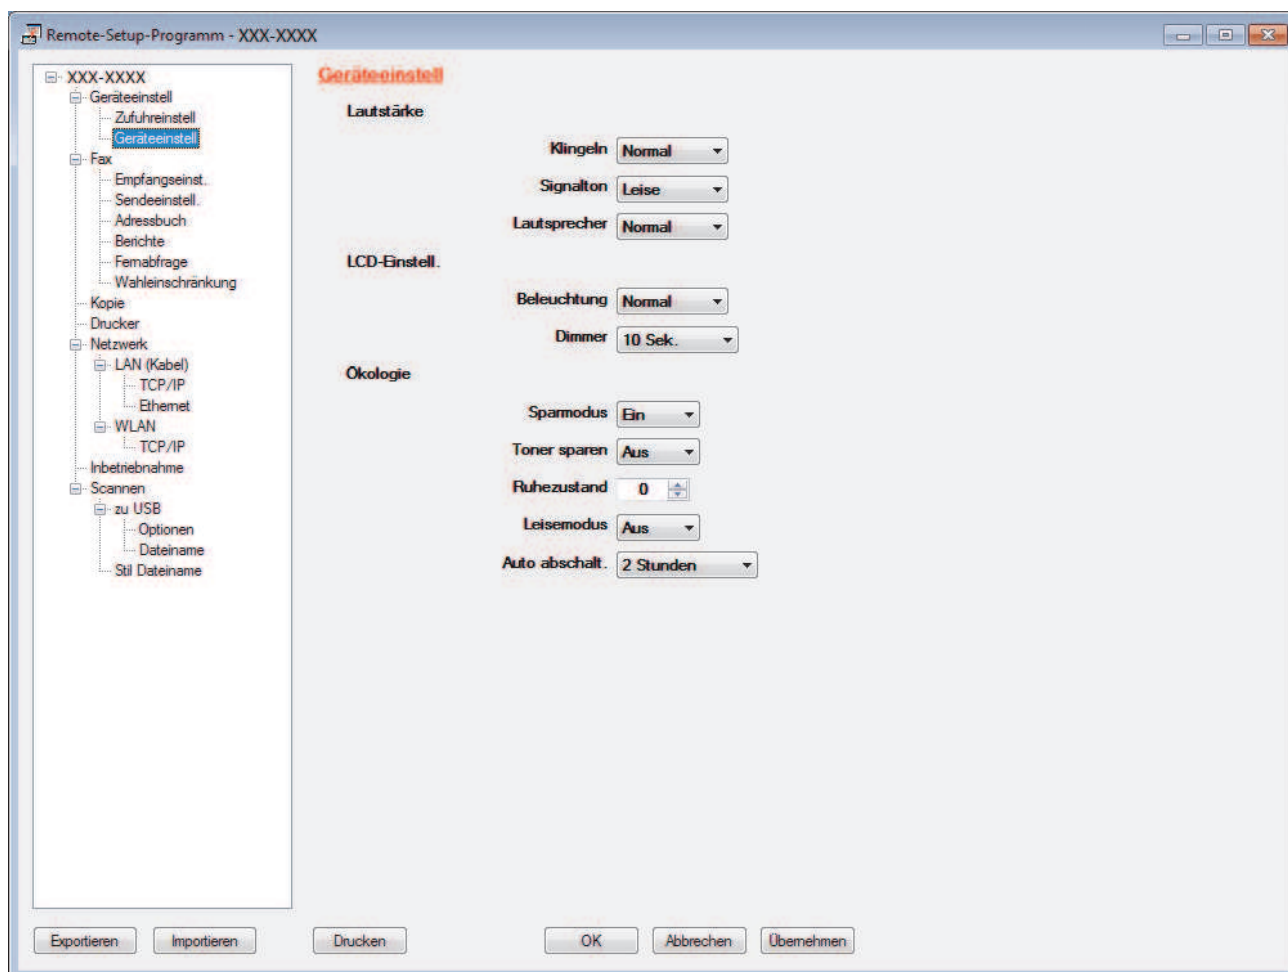 Remote-Setup-Programm - XXX-XXXX
XXX-XXXX
Geräteeinstell
Zufuhreinstell
Geräteeinstell
Fax
Empfangseinst.
Sendeeinstell.
Adressbuch
Berichte
Fernabfrage
Wahleinschränkung
Kopie
Drucker
Netzwerk
LAN (Kabel)
TCP/IP
Ethernet
WLAN
TCP/IP
Inbetriebnahme
Scannen
zu USB
Optionen
Dateiname
Stil Dateiname
Geräteeinstell
Lautstärke
Klingeln Normal
Signalton Leise
Lautsprecher Normal
LCD-Einstell.
Beleuchtung Normal
Dimmer 10 Sek.
Ökologie
Sparmodus Ein
Toner sparen Aus
Ruhezustand 0
Leisemodus Aus
Auto abschalt. 2 Stunden
Exportieren Importieren Drucken OK Abbrechen Übernehmen